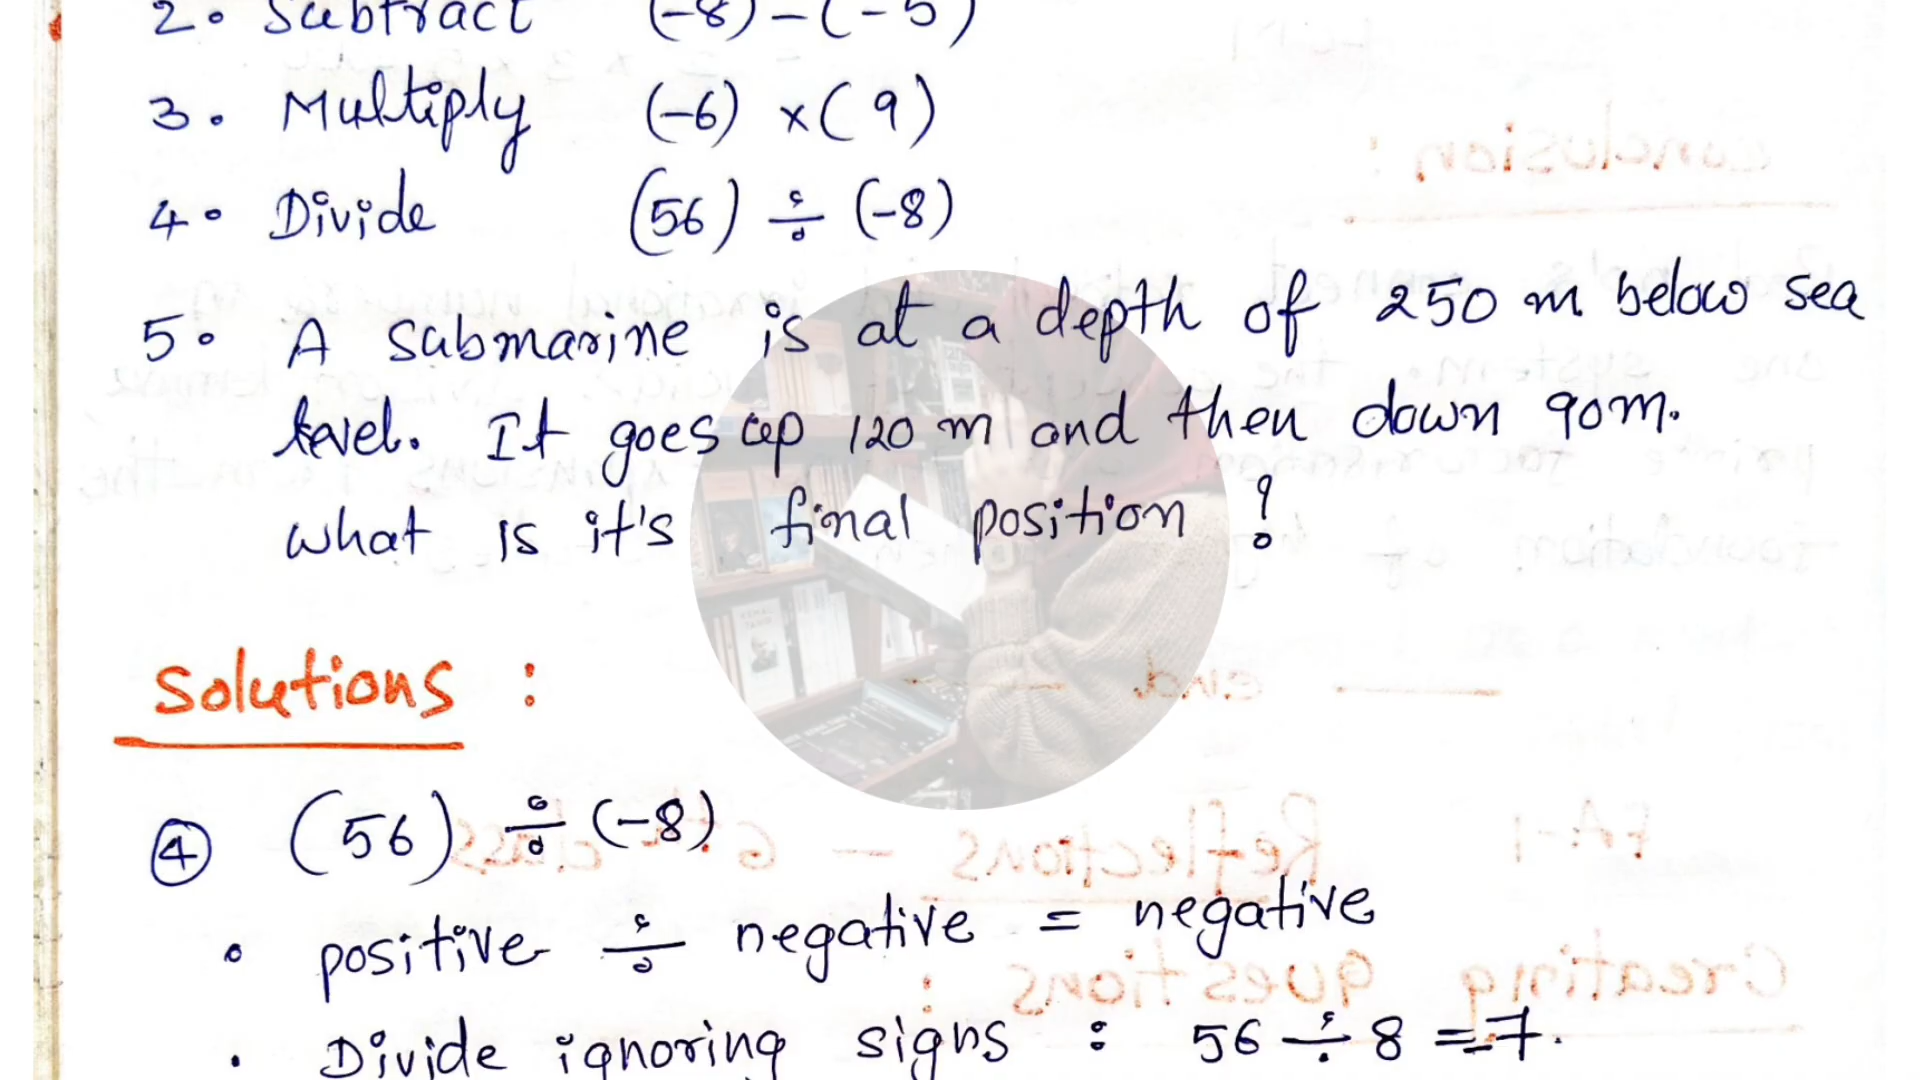 2. Subtract (-8) - (-5)
3. Multiply (-6) × (9)
4. Divide (56) ÷ (-8)
5. A submarine is at a depth of 250 m below sea
level. It goes up 120 m and then down 90m.
what is it's final position ?
Solutions :
④ (56) ÷ (-8)
• positive ÷ negative = negative
• Divide ignoring signs : 56 ÷ 8 = 7.